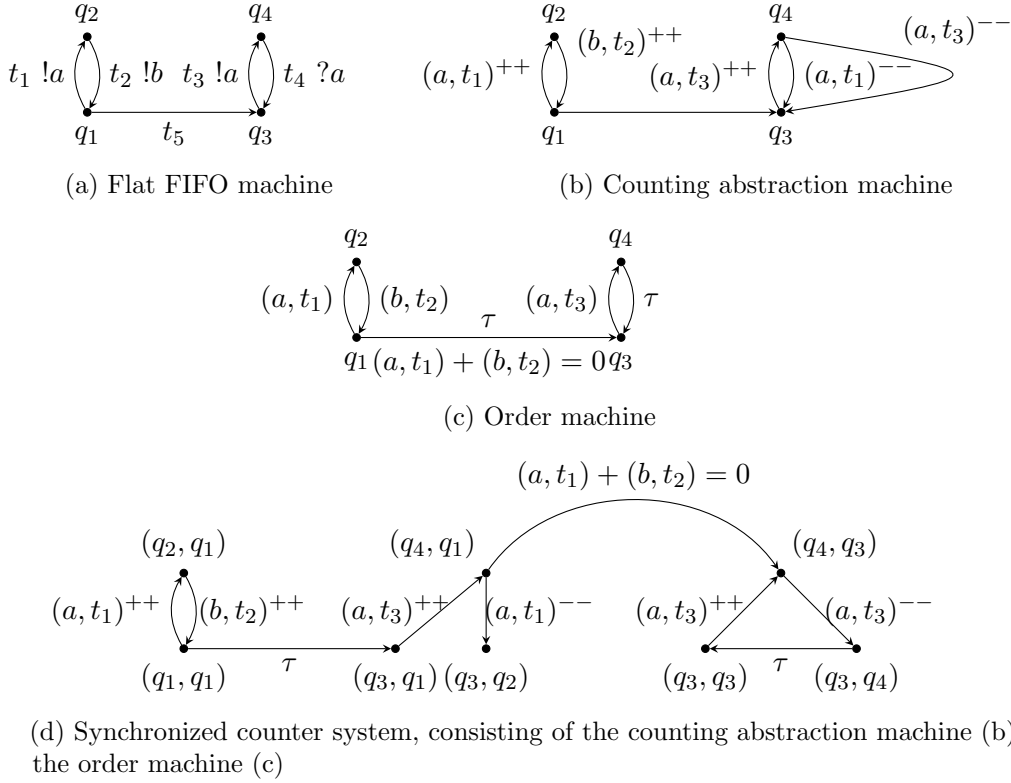 q₂ q₄
t₁ !a t₂ !b t₃ !a t₄ ?a
q₁ t₅ q₃
(a) Flat FIFO machine
q₂ q₄
(a, t₁)⁺⁺ (b, t₂)⁺⁺ (a, t₃)⁺⁺ (a, t₁)⁻⁻ (a, t₃)⁻⁻
q₁ q₃
(b) Counting abstraction machine
q₂ q₄
(a, t₁) (b, t₂) (a, t₃) τ
τ
q₁ (a, t₁) + (b, t₂) = 0 q₃
(c) Order machine
(a, t₁) + (b, t₂) = 0
(q₂, q₁) (q₄, q₁) (q₄, q₃)
(a, t₁)⁺⁺ (b, t₂)⁺⁺ (a, t₃)⁺⁺ (a, t₁)⁻⁻ (a, t₃)⁺⁺ (a, t₃)⁻⁻
τ τ
(q₁, q₁) (q₃, q₁) (q₃, q₂) (q₃, q₃) (q₃, q₄)
(d) Synchronized counter system, consisting of the counting abstraction machine (b)
the order machine (c)